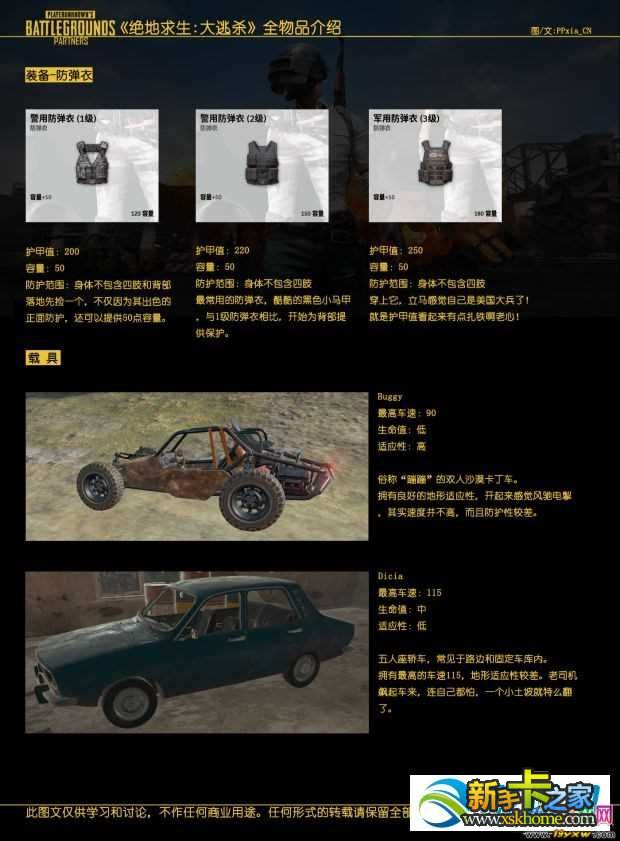 PLAYERUNKNOWN'S
BATTLEGROUNDS
PARTNERS
《绝地求生:大逃杀》全物品介绍
图/文:PPxia_CN
装备-防弹衣
警用防弹衣 (1级)
防弹衣
容量+50
120 容量
警用防弹衣 (2级)
防弹衣
容量+50
150 容量
军用防弹衣 (3级)
防弹衣
容量+50
180 容量
护甲值: 200
容量: 50
防护范围: 身体不包含四肢和背部
落地先捡一个，不仅因为其出色的
正面防护，还可以提供50点容量。
护甲值: 220
容量: 50
防护范围: 身体不包含四肢
最常用的防弹衣，酷酷的黑色小马甲
，与1级防弹衣相比，开始为背部提
供保护。
护甲值: 250
容量: 50
防护范围: 身体不包含四肢
穿上它，立马感觉自己是美国大兵了!
就是护甲值看起来有点扎铁啊老心!
载 具
Buggy
最高车速: 90
生命值: 低
适应性: 高
俗称“蹦蹦”的双人沙漠卡丁车。
拥有良好的地形适应性，开起来感觉风驰电掣
，其实速度并不高，而且防护性较差。
Dicia
最高车速: 115
生命值: 中
适应性: 低
五人座轿车，常见于路边和固定车库内。
拥有最高的车速115，地形适应性较差。老司机
飙起车来，连自己都怕，一个小土坡就特么翻
了。
此图文仅供学习和讨论，不作任何商业用途。任何形式的转载请保留全部
新手卡之家
www.xskhome.com
网